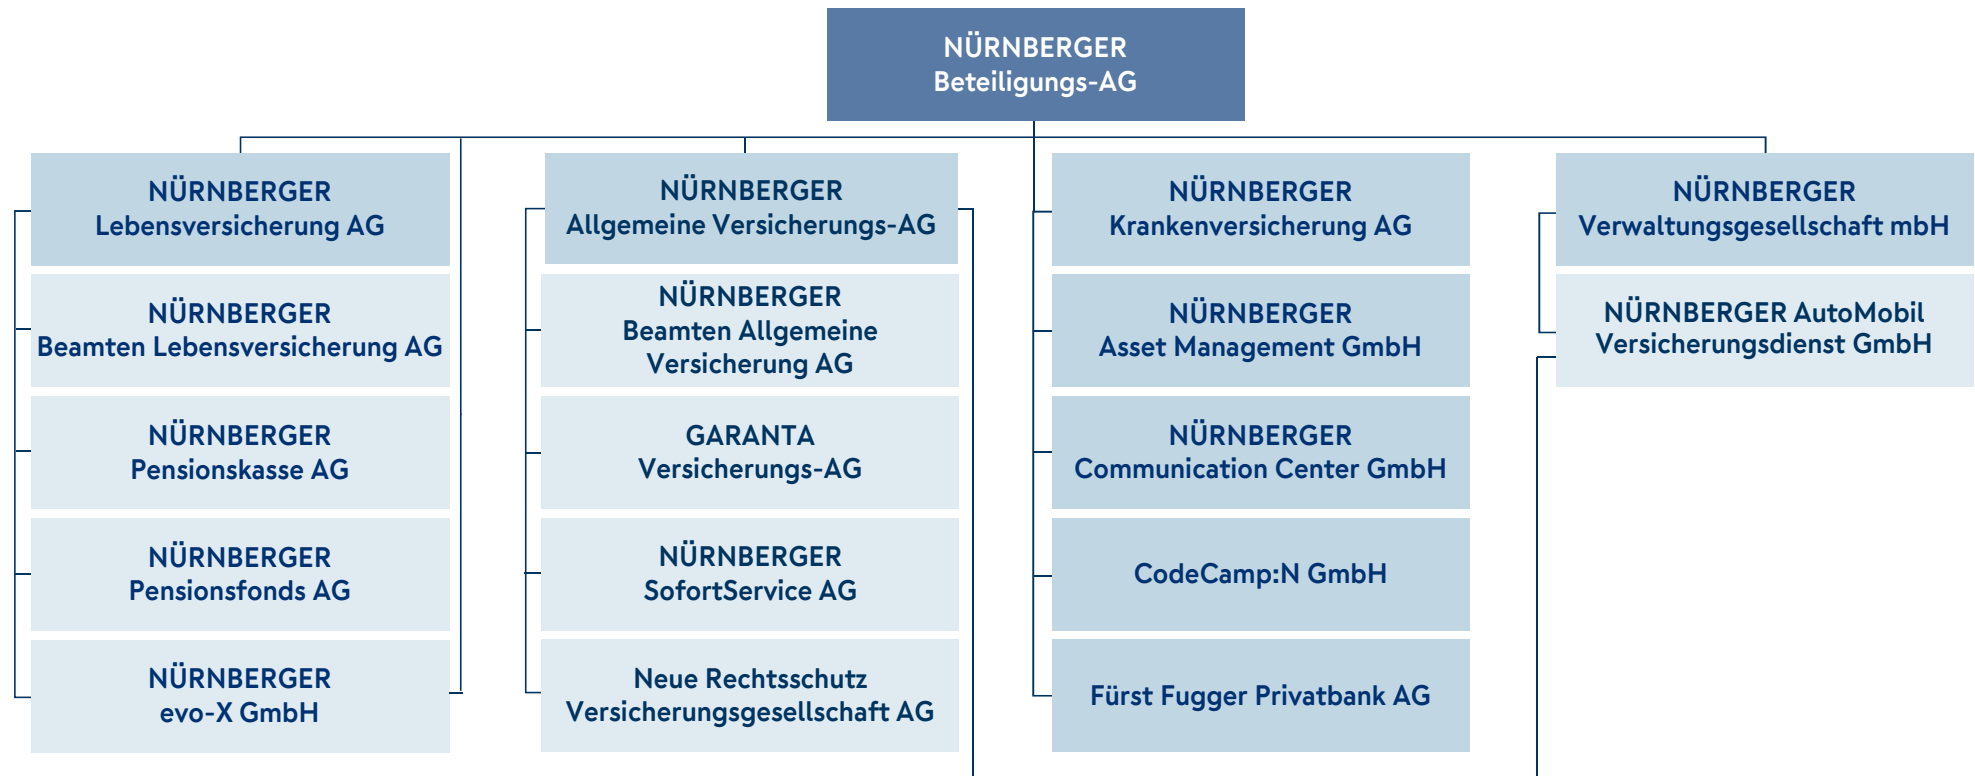 NÜRNBERGER
Beteiligungs-AG
NÜRNBERGER
Lebensversicherung AG
NÜRNBERGER
Beamten Lebensversicherung AG
NÜRNBERGER
Pensionskasse AG
NÜRNBERGER
Pensionsfonds AG
NÜRNBERGER
evo-X GmbH
NÜRNBERGER
Allgemeine Versicherungs-AG
NÜRNBERGER
Beamten Allgemeine
Versicherung AG
GARANTA
Versicherungs-AG
NÜRNBERGER
SofortService AG
Neue Rechtsschutz
Versicherungsgesellschaft AG
NÜRNBERGER
Krankenversicherung AG
NÜRNBERGER
Asset Management GmbH
NÜRNBERGER
Communication Center GmbH
CodeCamp:N GmbH
Fürst Fugger Privatbank AG
NÜRNBERGER
Verwaltungsgesellschaft mbH
NÜRNBERGER AutoMobil
Versicherungsdienst GmbH